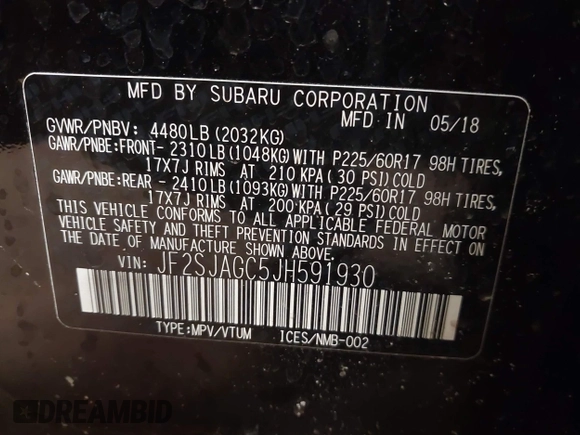 MFD BY SUBARU CORPORATION
MFD IN 05/18
GVWR/PNBV: 4480LB(2032KG)
GAWR/PNBE:FRONT- 2310LB(1048KG)WITH P225/60R17 98H TIRES,
17X7J RIMS AT 210 KPA( 30 PSI)COLD
GAWR/PNBE:REAR - 2410LB(1093KG)WITH P225/60R17 98H TIRES,
17X7J RIMS AT 200 KPA( 29 PSI)COLD
THIS VEHICLE CONFORMS TO ALL APPLICABLE FEDERAL MOTOR
VEHICLE SAFETY AND THEFT PREVENTION STANDARDS IN EFFECT ON
THE DATE OF MANUFACTURE SHOWN ABOVE.
VIN: JF2SJAGC5JH591930
TYPE:MPV/VTUM ICES/NMB-002
DREAMBID